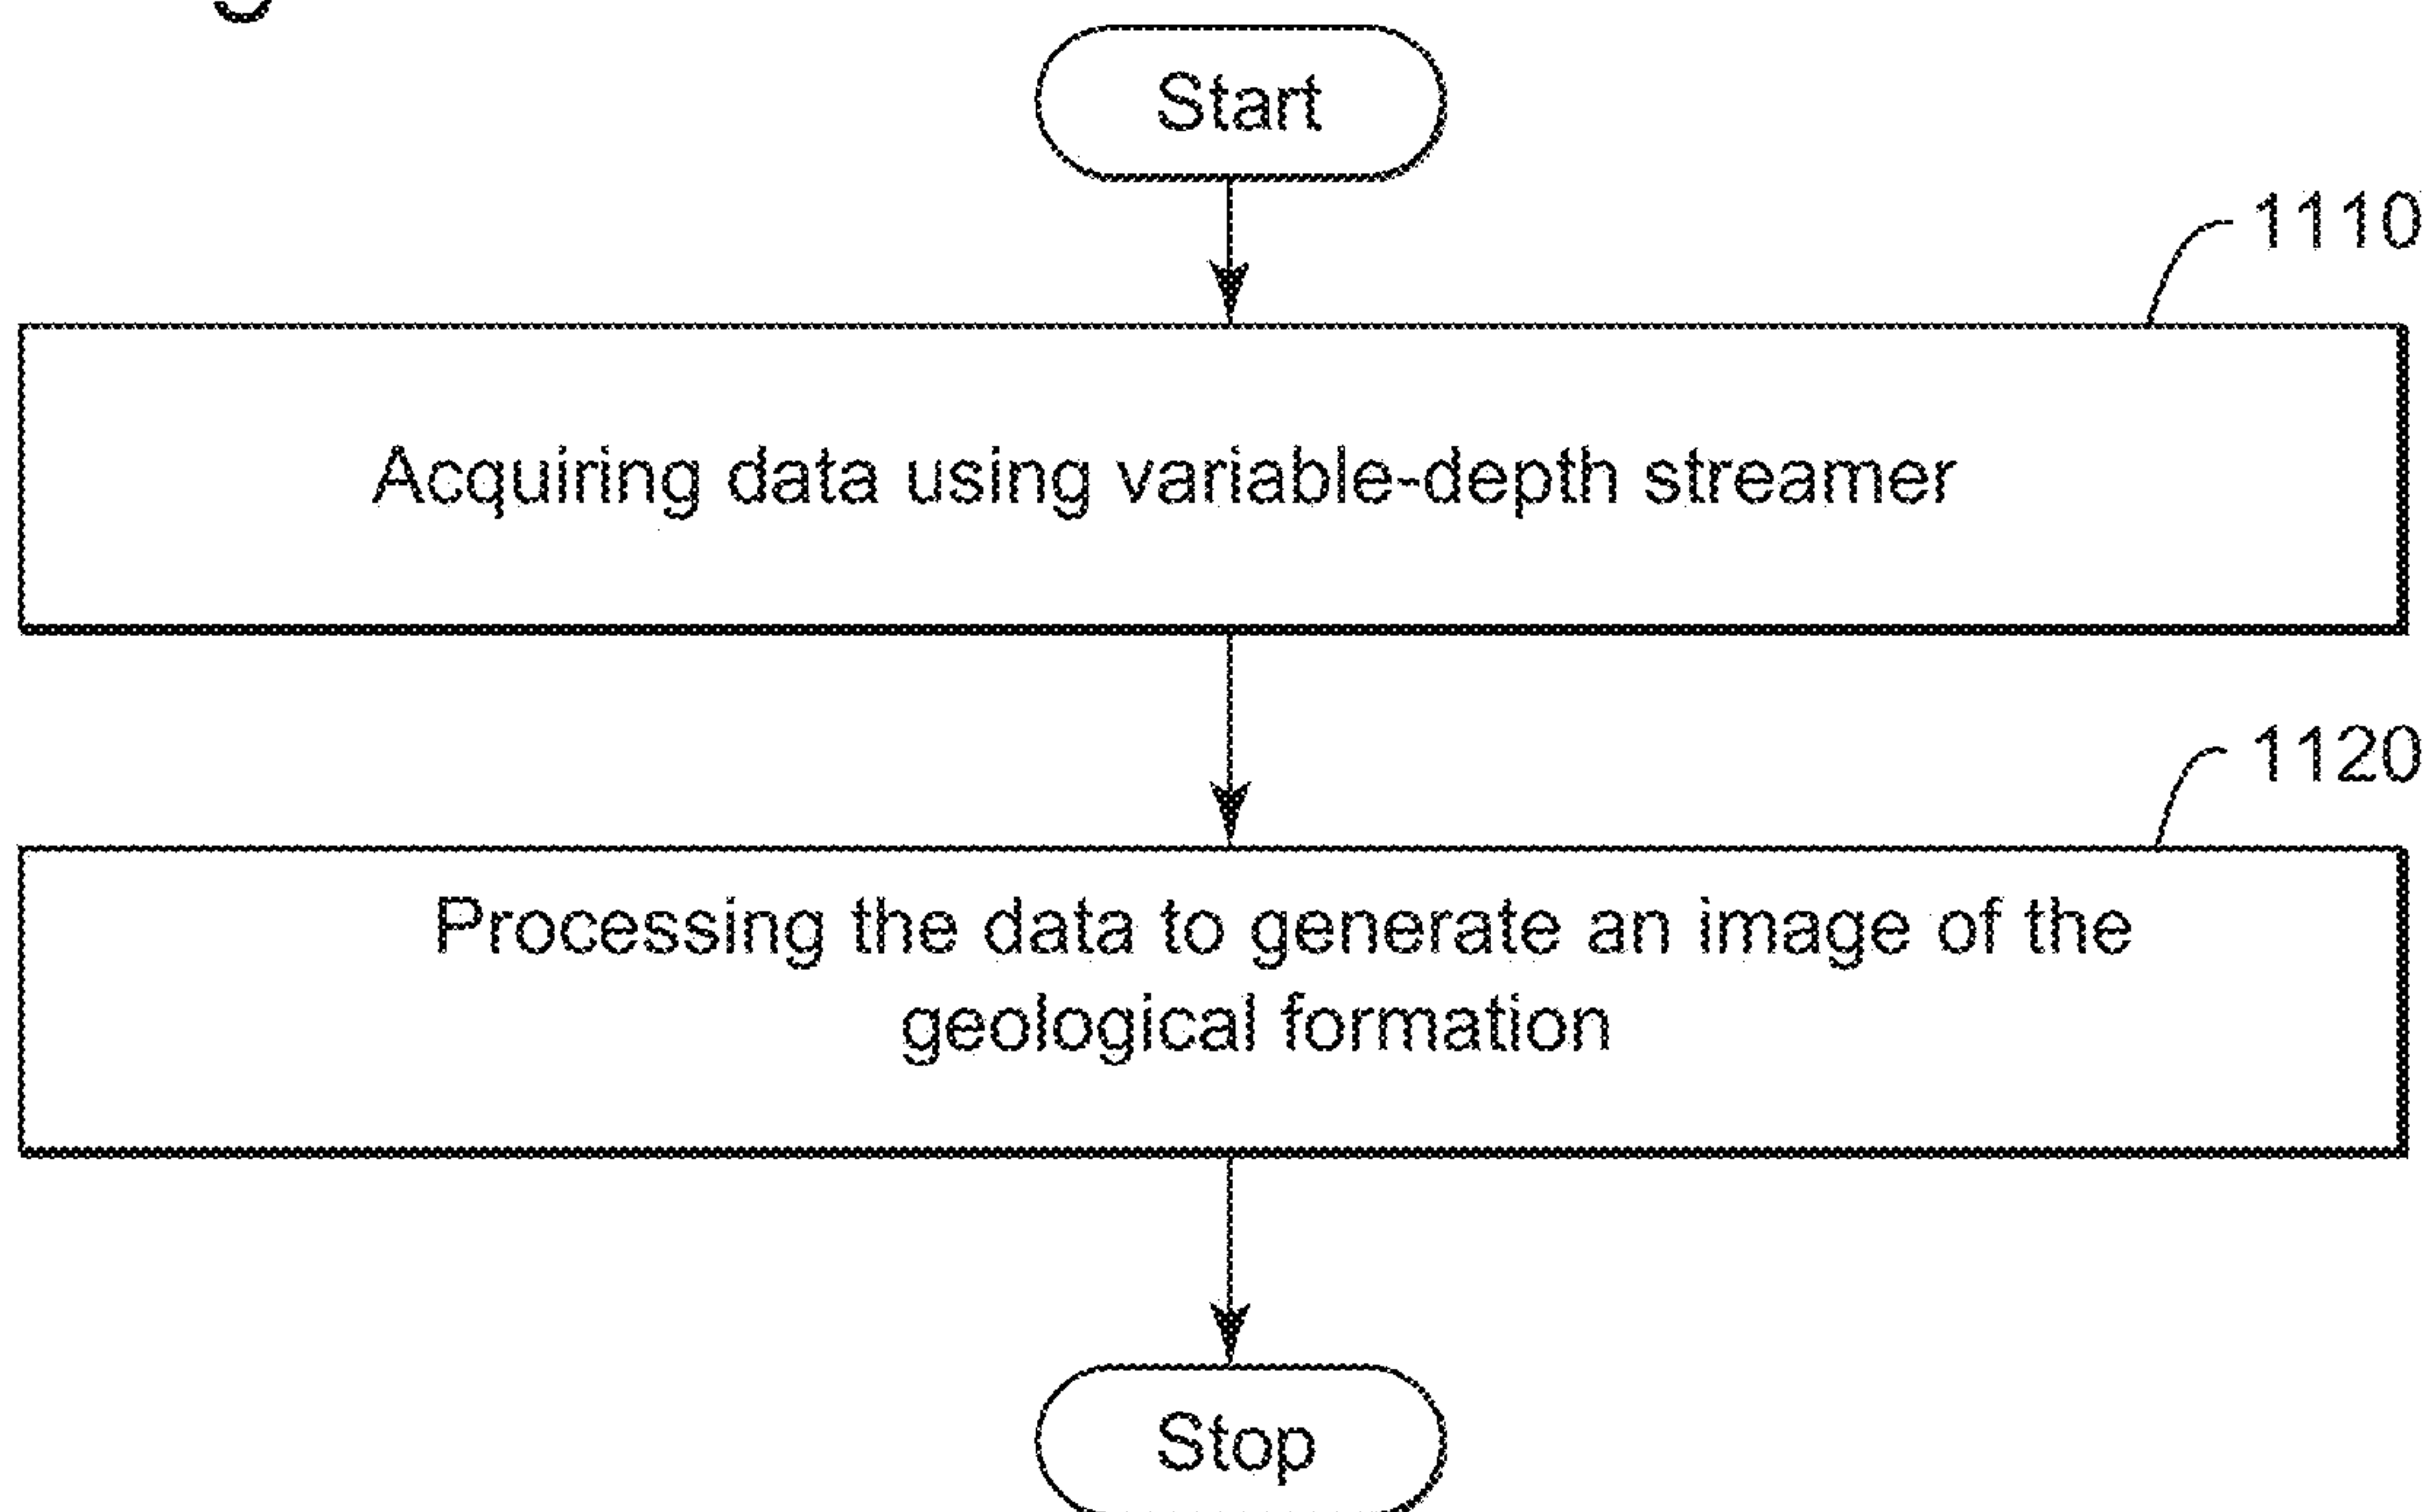 Start
1110
Acquiring data using variable-depth streamer
1120
Processing the data to generate an image of the
geological formation
Stop